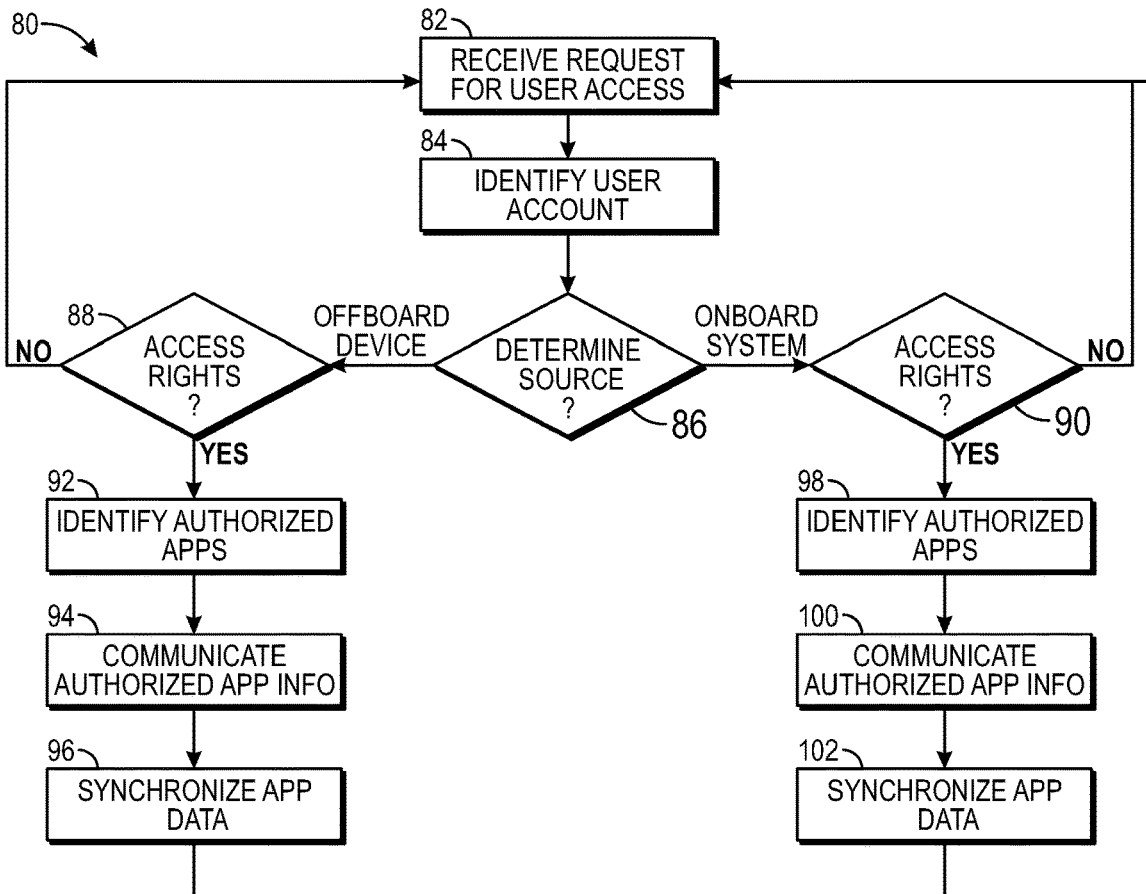 80
82
RECEIVE REQUEST
FOR USER ACCESS
84
IDENTIFY USER
ACCOUNT
88
NO
ACCESS
RIGHTS
?
YES
OFFBOARD
DEVICE
DETERMINE
SOURCE
?
86
ONBOARD
SYSTEM
ACCESS
RIGHTS
?
NO
90
YES
92
IDENTIFY AUTHORIZED
APPS
94
COMMUNICATE
AUTHORIZED APP INFO
96
SYNCHRONIZE APP
DATA
98
IDENTIFY AUTHORIZED
APPS
100
COMMUNICATE
AUTHORIZED APP INFO
102
SYNCHRONIZE APP
DATA